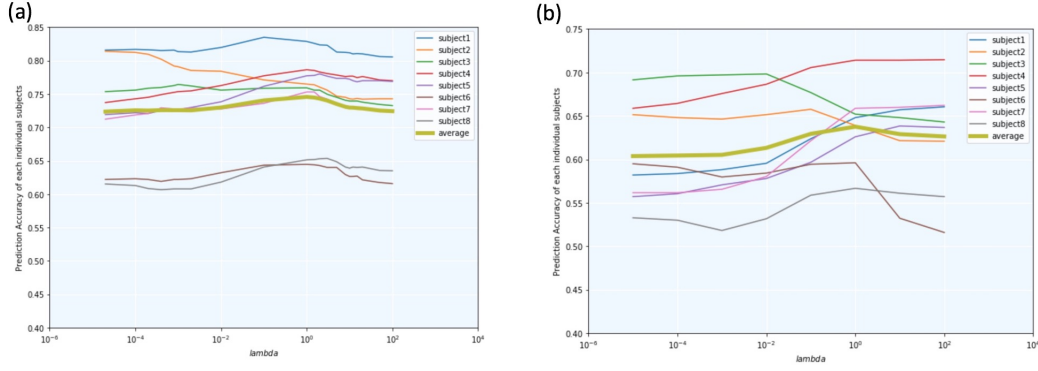 (a)
0.85
0.80
0.75
0.70
0.65
0.60
0.55
0.50
0.45
0.40
Prediction Accuracy of each individual subjects
10⁻⁶
10⁻⁴
10⁻²
10⁰
10²
10⁴
lambda
subject1
subject2
subject3
subject4
subject5
subject6
subject7
subject8
average
(b)
0.75
0.70
0.65
0.60
0.55
0.50
0.45
0.40
Prediction Accuracy of each individual subjects
10⁻⁶
10⁻⁴
10⁻²
10⁰
10²
10⁴
lambda
subject1
subject2
subject3
subject4
subject5
subject6
subject7
subject8
average